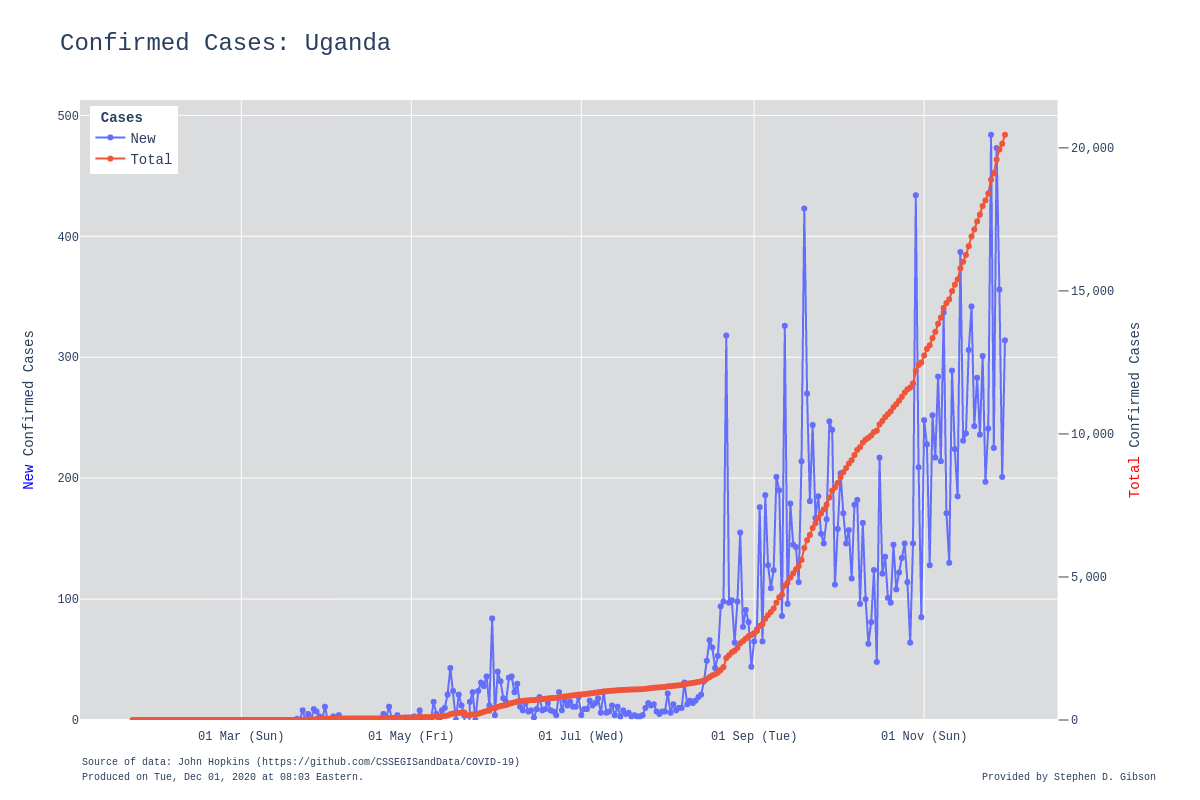 Confirmed Cases: Uganda
Cases
New
Total
500
400
300
200
100
0
20,000
15,000
10,000
5,000
0
New Confirmed Cases
Total Confirmed Cases
01 Mar (Sun)
01 May (Fri)
01 Jul (Wed)
01 Sep (Tue)
01 Nov (Sun)
Source of data: John Hopkins (https://github.com/CSSEGISandData/COVID-19)
Produced on Tue, Dec 01, 2020 at 08:03 Eastern.
Provided by Stephen D. Gibson